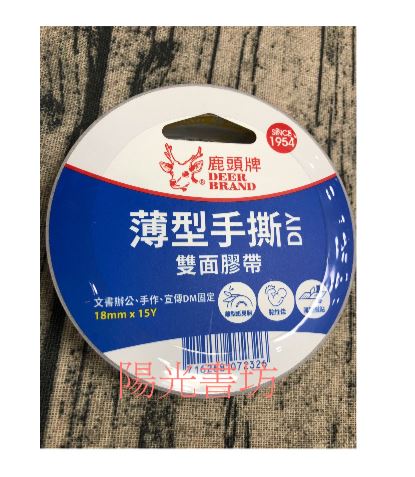 SINCE
1954
鹿頭牌
DEER
BRAND
®
薄型手撕 DIY
雙面膠帶
文書辦公、手作、宣傳DM固定
18mm x 15Y
陽光書坊